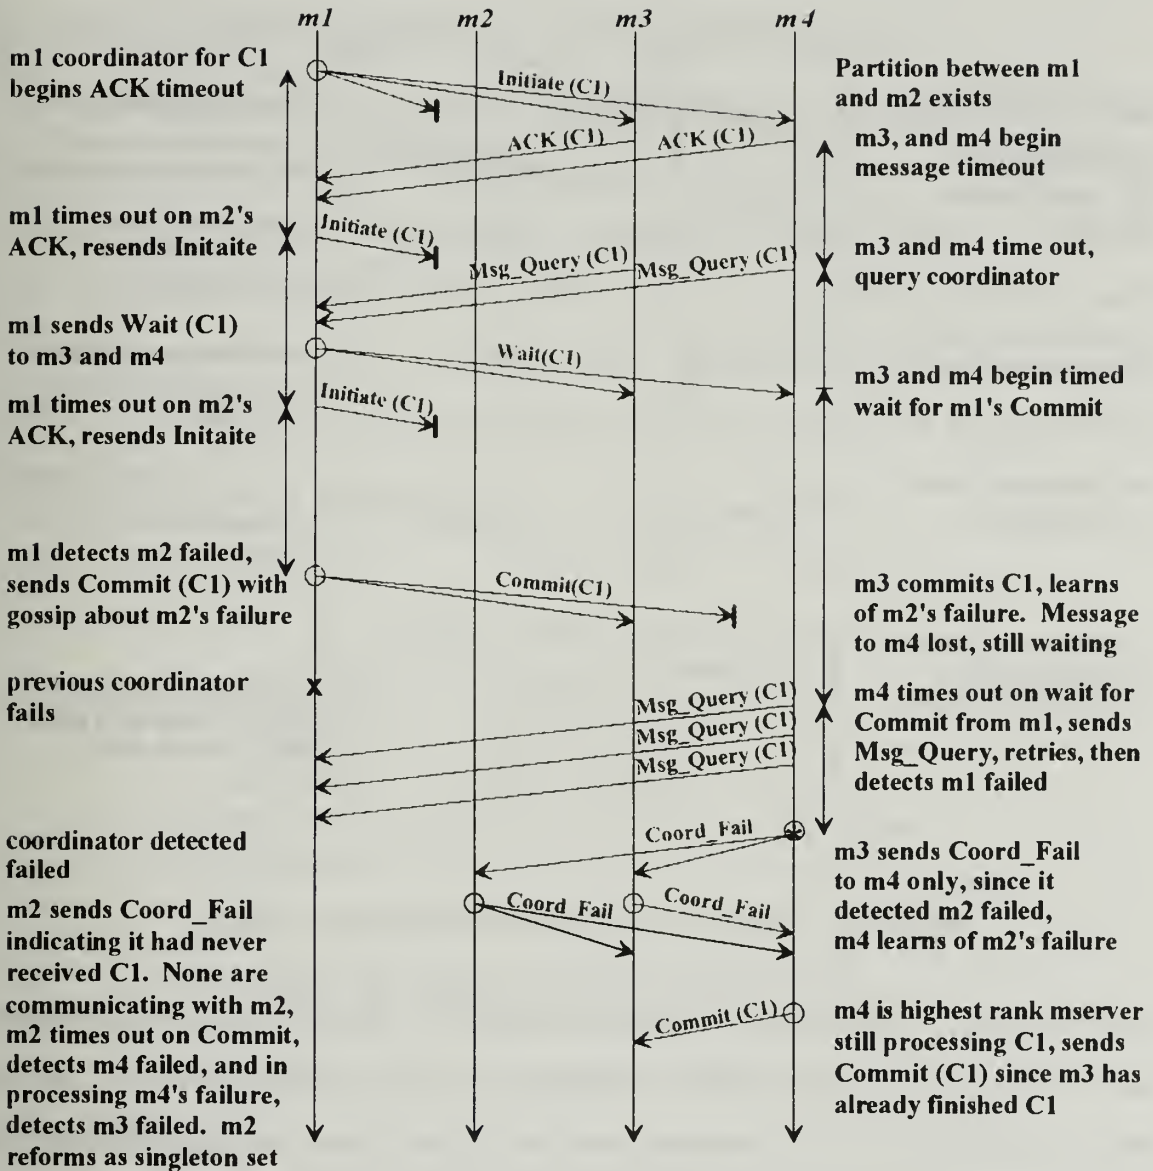 m1 m2 m3 m4
m1 coordinator for C1
begins ACK timeout
Initiate (C1)
Partition between m1
and m2 exists
ACK (C1)
ACK (C1)
m3, and m4 begin
message timeout
m1 times out on m2's
ACK, resends Initaite
Initiate (C1)
Msg_Query (C1)
Msg_Query (C1)
m3 and m4 time out,
query coordinator
m1 sends Wait (C1)
to m3 and m4
Wait(C1)
m3 and m4 begin timed
wait for m1's Commit
m1 times out on m2's
ACK, resends Initaite
Initiate (C1)
m1 detects m2 failed,
sends Commit (C1) with
gossip about m2's failure
Commit(C1)
m3 commits C1, learns
of m2's failure. Message
to m4 lost, still waiting
previous coordinator
fails
x
Msg_Query (C1)
Msg_Query (C1)
Msg_Query (C1)
m4 times out on wait for
Commit from m1, sends
Msg_Query, retries, then
detects m1 failed
coordinator detected
failed
Coord_Fail
m3 sends Coord_Fail
to m4 only, since it
detected m2 failed,
m4 learns of m2's failure
Coord_Fail
Coord_Fail
m2 sends Coord_Fail
indicating it had never
received C1. None are
communicating with m2,
m2 times out on Commit,
detects m4 failed, and in
processing m4's failure,
detects m3 failed. m2
reforms as singleton set
Commit (C1)
m4 is highest rank mserver
still processing C1, sends
Commit (C1) since m3 has
already finished C1